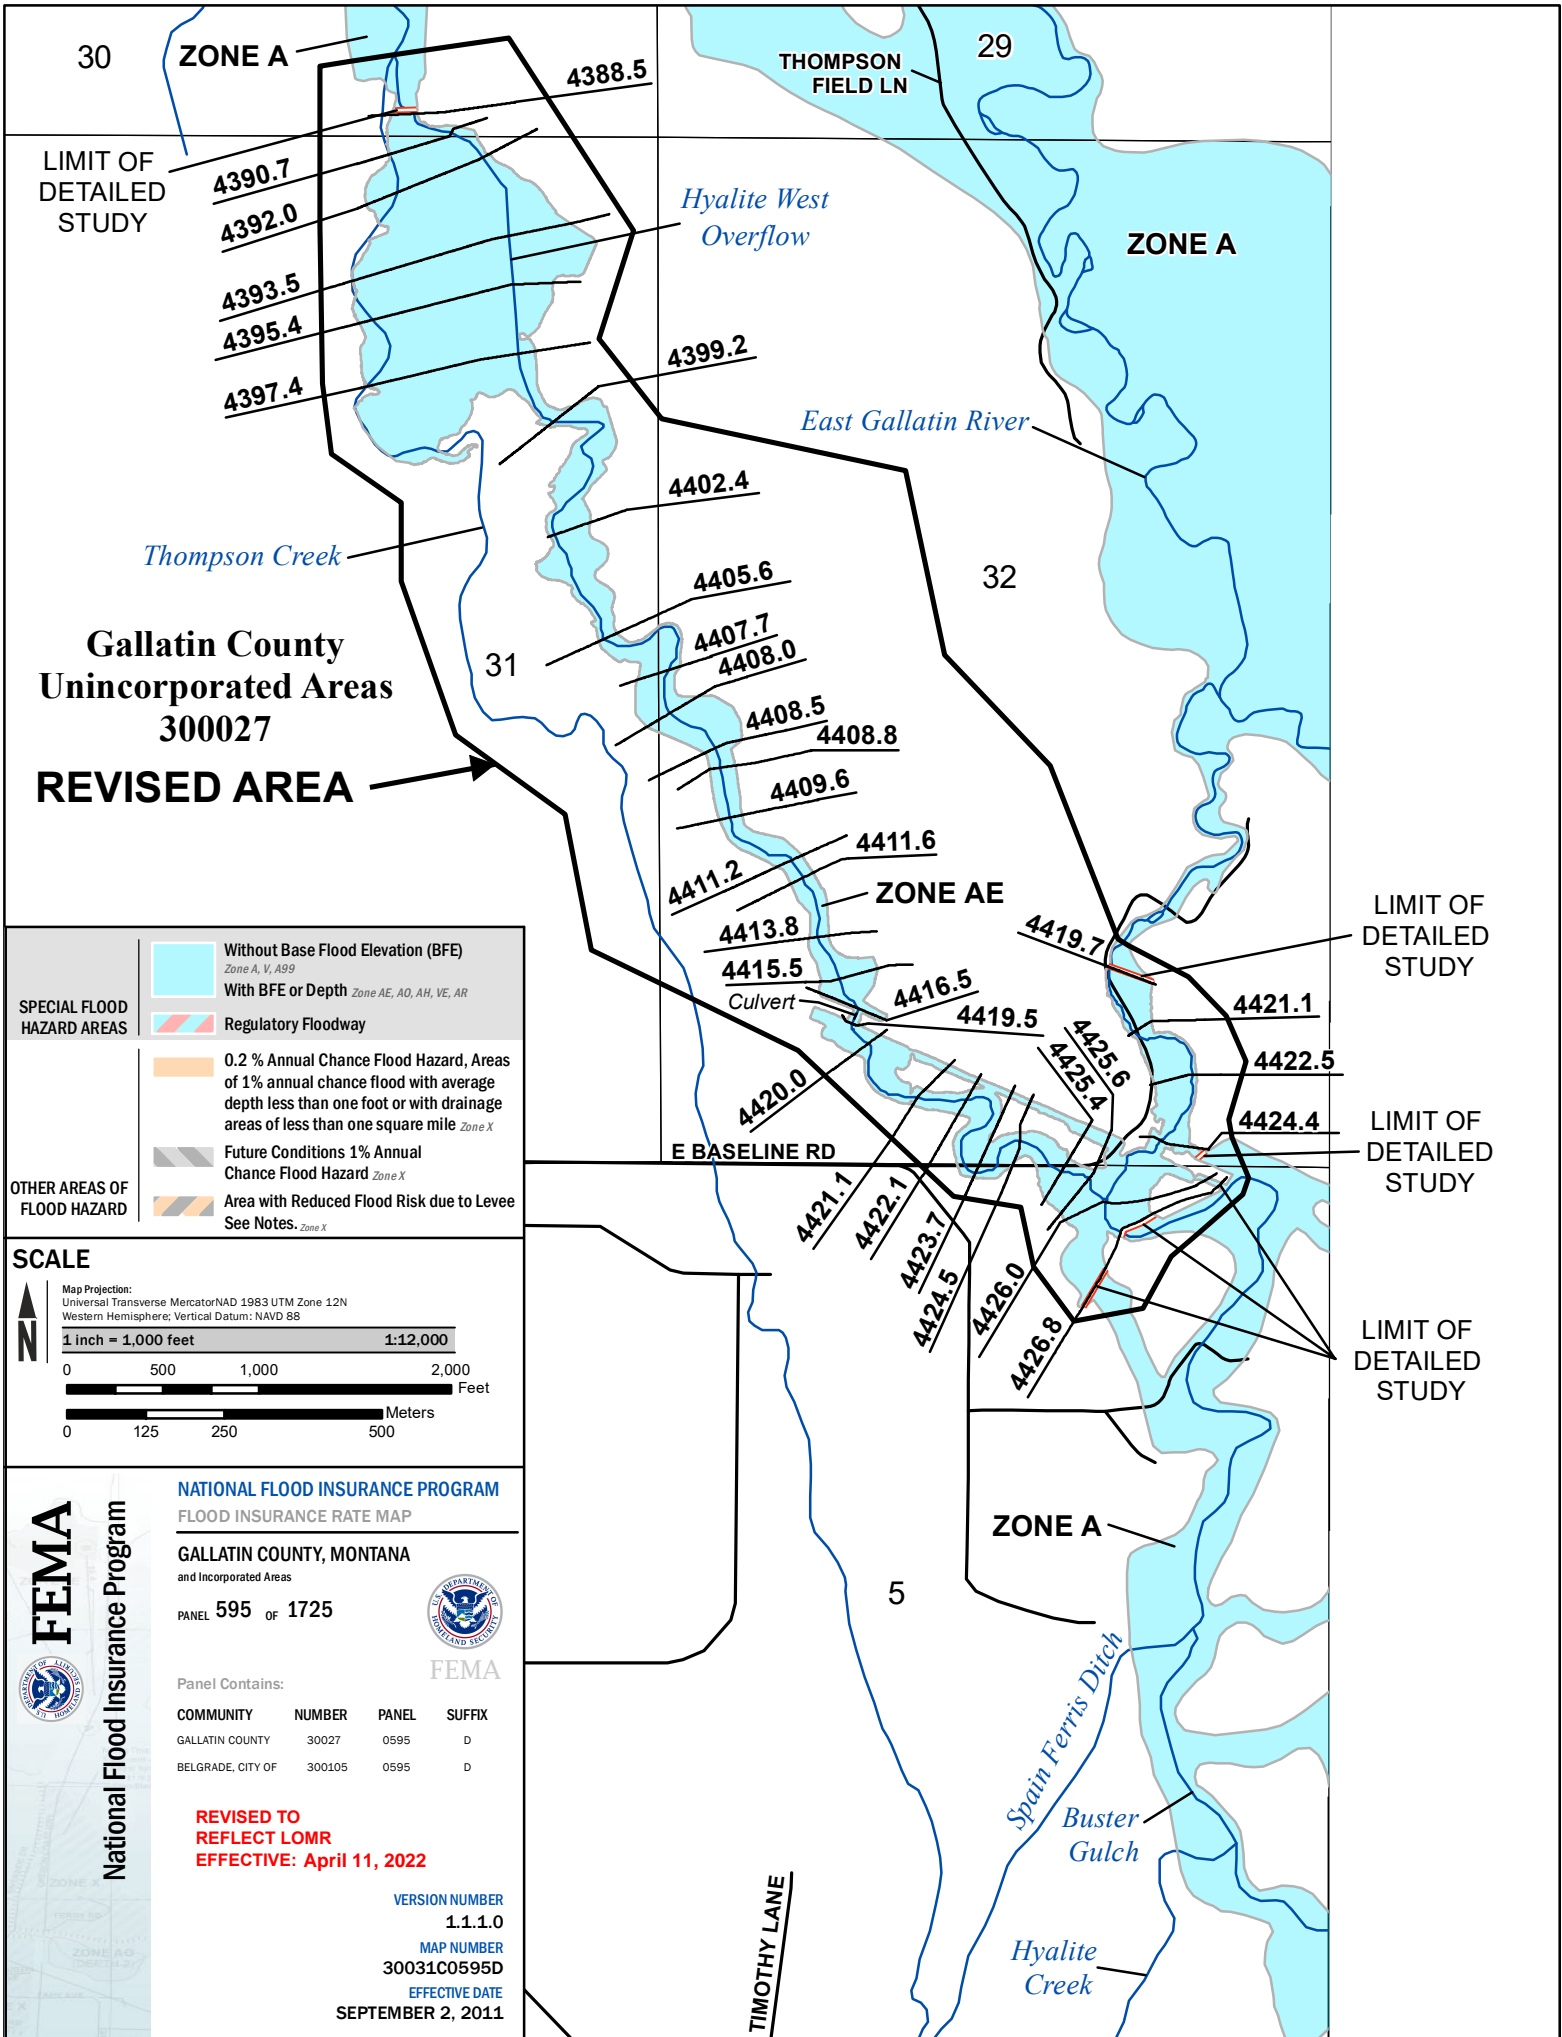 30
ZONE A
4388.5
THOMPSON
FIELD LN
29
LIMIT OF
DETAILED
STUDY
4390.7
4392.0
4393.5
4395.4
4397.4
Hyalite West
Overflow
ZONE A
4399.2
East Gallatin River
4402.4
Thompson Creek
4405.6
32
4407.7
4408.0
31
Gallatin County
Unincorporated Areas
300027
REVISED AREA
4408.5
4408.8
4409.6
4411.6
4411.2
ZONE AE
4413.8
4415.5
Culvert
4416.5
4419.5
4420.0
4419.7
LIMIT OF
DETAILED
STUDY
4421.1
4425.6
4425.4
4422.5
4424.4
LIMIT OF
DETAILED
STUDY
E BASELINE RD
4421.1
4422.1
4423.7
4424.5
4426.0
4426.8
LIMIT OF
DETAILED
STUDY
ZONE A
5
Spain Ferris Ditch
Buster
Gulch
Hyalite
Creek
TIMOTHY LANE
SPECIAL FLOOD
HAZARD AREAS
Without Base Flood Elevation (BFE)
Zone A, V, A99
With BFE or Depth Zone AE, AO, AH, VE, AR
Regulatory Floodway
OTHER AREAS OF
FLOOD HAZARD
0.2 % Annual Chance Flood Hazard, Areas
of 1% annual chance flood with average
depth less than one foot or with drainage
areas of less than one square mile Zone X
Future Conditions 1% Annual
Chance Flood Hazard Zone X
Area with Reduced Flood Risk due to Levee
See Notes. Zone X
SCALE
N
Map Projection:
Universal Transverse MercatorNAD 1983 UTM Zone 12N
Western Hemisphere; Vertical Datum: NAVD 88
1 inch = 1,000 feet 1:12,000
0 500 1,000 2,000
Feet
Meters
0 125 250 500
FEMA
National Flood Insurance Program
NATIONAL FLOOD INSURANCE PROGRAM
FLOOD INSURANCE RATE MAP
GALLATIN COUNTY, MONTANA
and Incorporated Areas
PANEL 595 OF 1725
U.S. DEPARTMENT OF
HOMELAND SECURITY
FEMA
Panel Contains:
COMMUNITY NUMBER PANEL SUFFIX
GALLATIN COUNTY 30027 0595 D
BELGRADE, CITY OF 300105 0595 D
REVISED TO
REFLECT LOMR
EFFECTIVE: April 11, 2022
VERSION NUMBER
1.1.1.0
MAP NUMBER
30031C0595D
EFFECTIVE DATE
SEPTEMBER 2, 2011
U.S. DEPARTMENT OF
HOMELAND SECURITY
ZONE X
ZONE AO